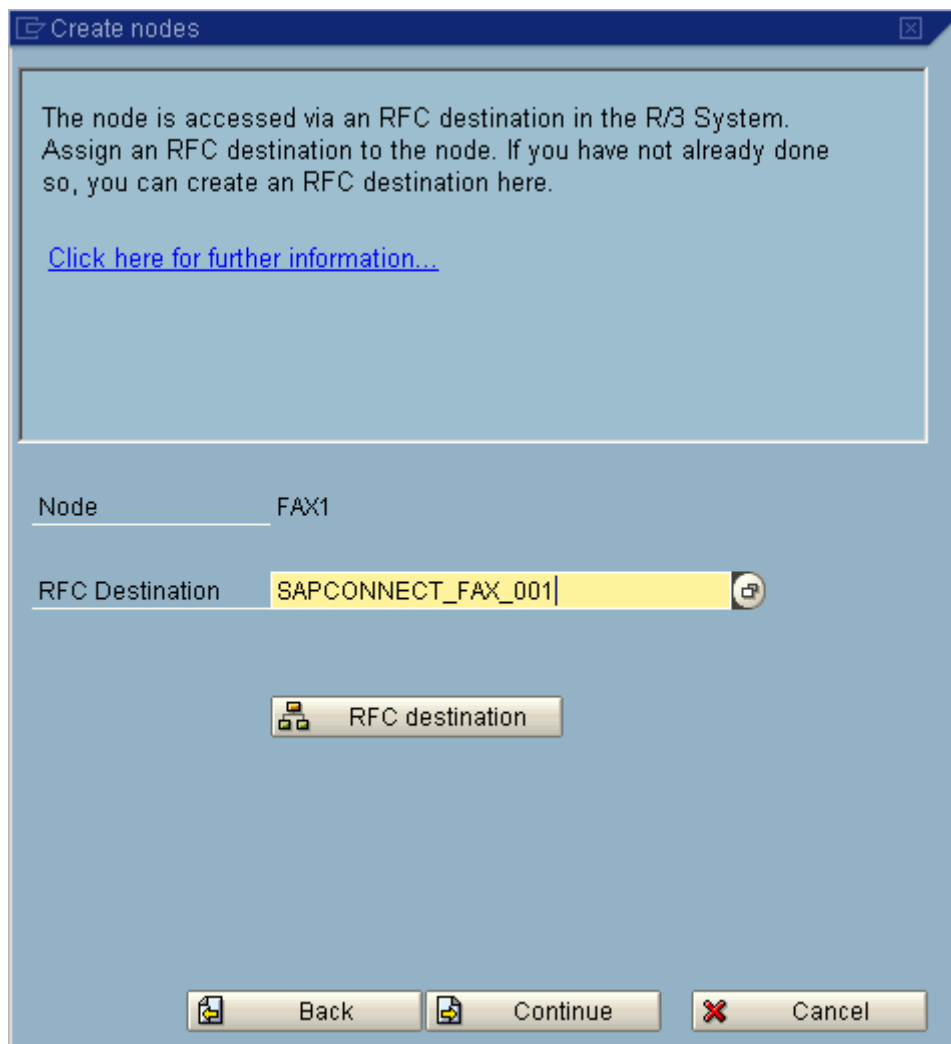 Create nodes
The node is accessed via an RFC destination in the R/3 System.
Assign an RFC destination to the node. If you have not already done
so, you can create an RFC destination here.
Click here for further information...
Node FAX1
RFC Destination SAPCONNECT_FAX_001
RFC destination
Back Continue Cancel